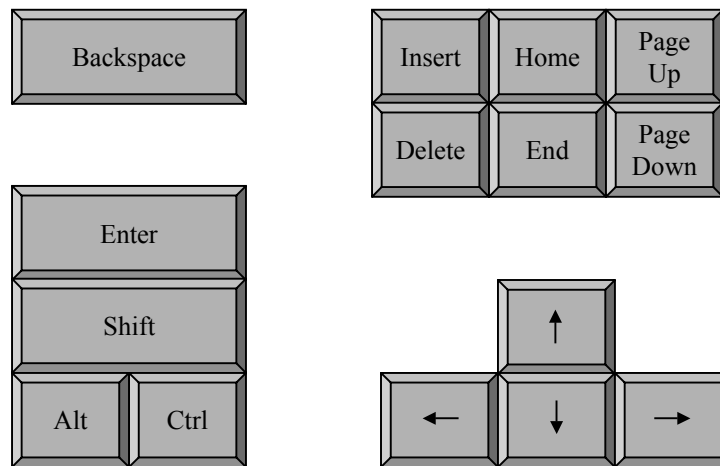 Backspace
Insert
Home
Page
Up
Delete
End
Page
Down
Enter
Shift
Alt
Ctrl
↑
←
↓
→